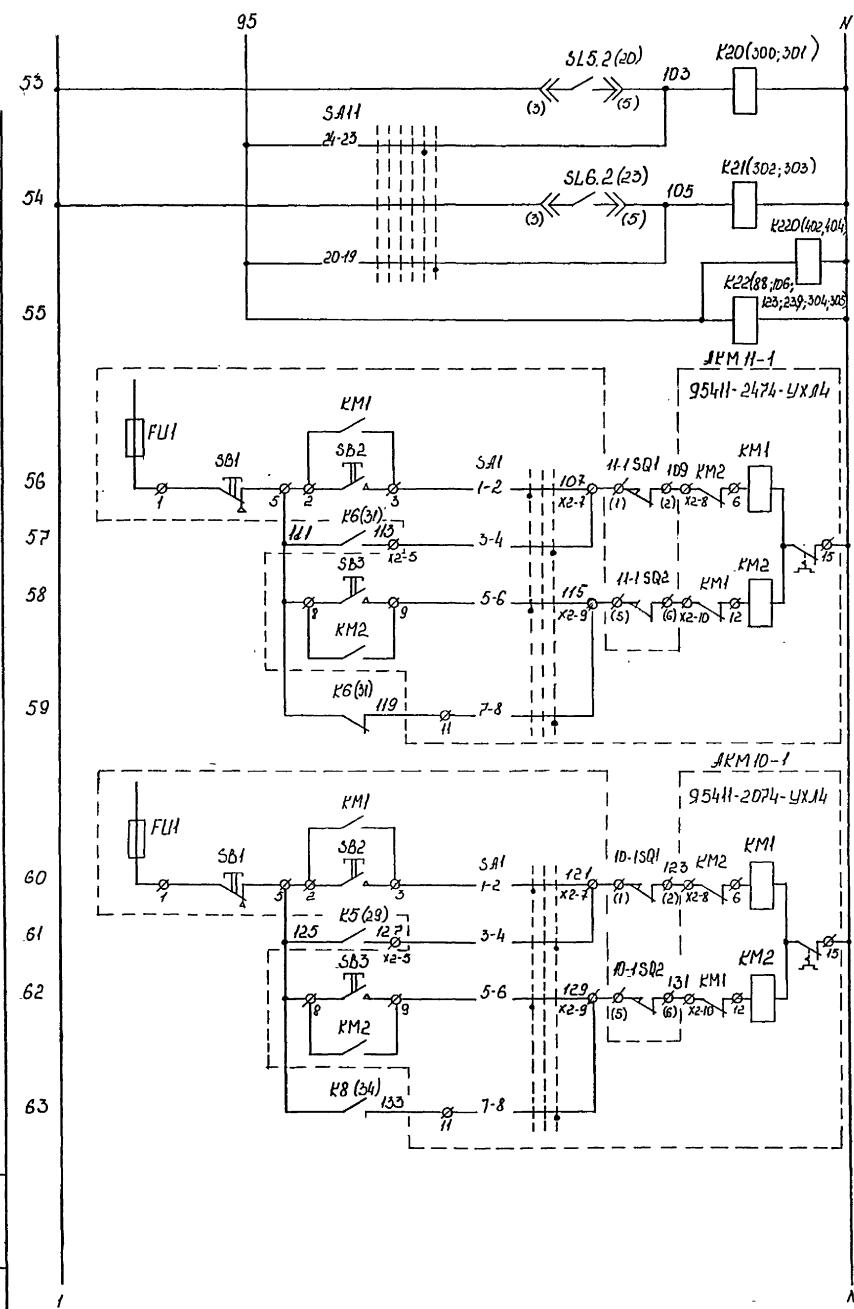 95 N
53 SL5.2(20) 103 K20(300;301)
(3) (5)
SA11
24-23
54 SL6.2(23) 105 K21(302;303)
(3) (5)
K220(402,404)
20-19
K22(88;106;
55 123;239;304;305)
ЯКМ 11-1
Я5411-2474-УХЛ4
KM1
FU1
SB1 SB2 SA1 KM1
56 1 5 2 3 1-2 107 X2-7 11-1SQ1 (1) 109 (2) X2-8 KM2 6
57 111 K6(31) 113 X2-5 3-4 15
SB3 KM2
58 8 9 5-6 115 X2-9 11-1SQ2 (5) (6) X2-10 KM1 12
KM2
K6(31)
59 119 11 7-8
ЯКМ10-1
Я5411-2074-УХЛ4
KM1
FU1
SB1 SB2 SA1 KM1
60 1 5 2 3 1-2 121 X2-7 10-1SQ1 (1) 123 (2) X2-8 KM2 6
61 125 K5(29) 127 X2-5 3-4 15
SB3 KM2
62 8 9 5-6 129 X2-9 10-1SQ2 (5) 131 (6) X2-10 KM1 12
KM2
K8(34)
63 133 11 7-8
1 N